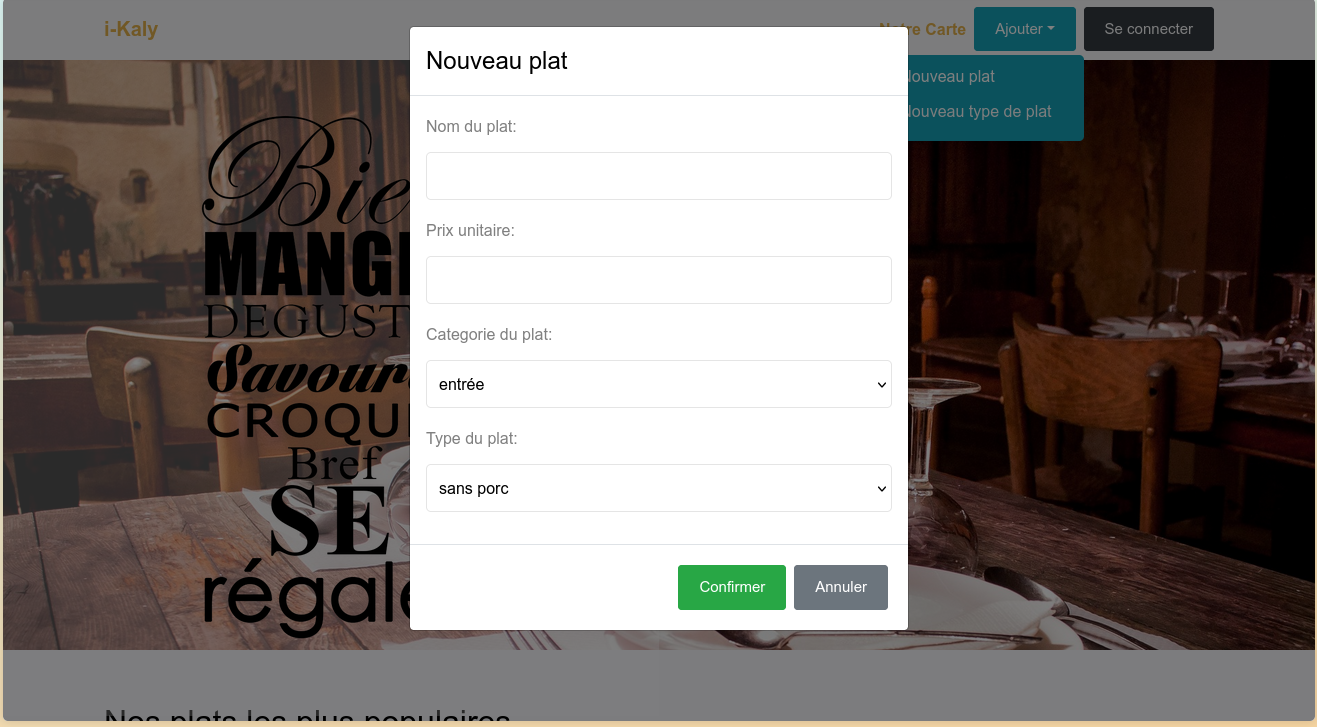 i-Kaly
Notre Carte
Ajouter
Se connecter
Nouveau plat
Nouveau type de plat
Nouveau plat
Nom du plat:
Prix unitaire:
Categorie du plat:
entrée
Type du plat:
sans porc
Confirmer
Annuler
Bie
MANG
DEGUST
Savour
CROQU
Bref
SE
régale
Nos plats les plus populaires